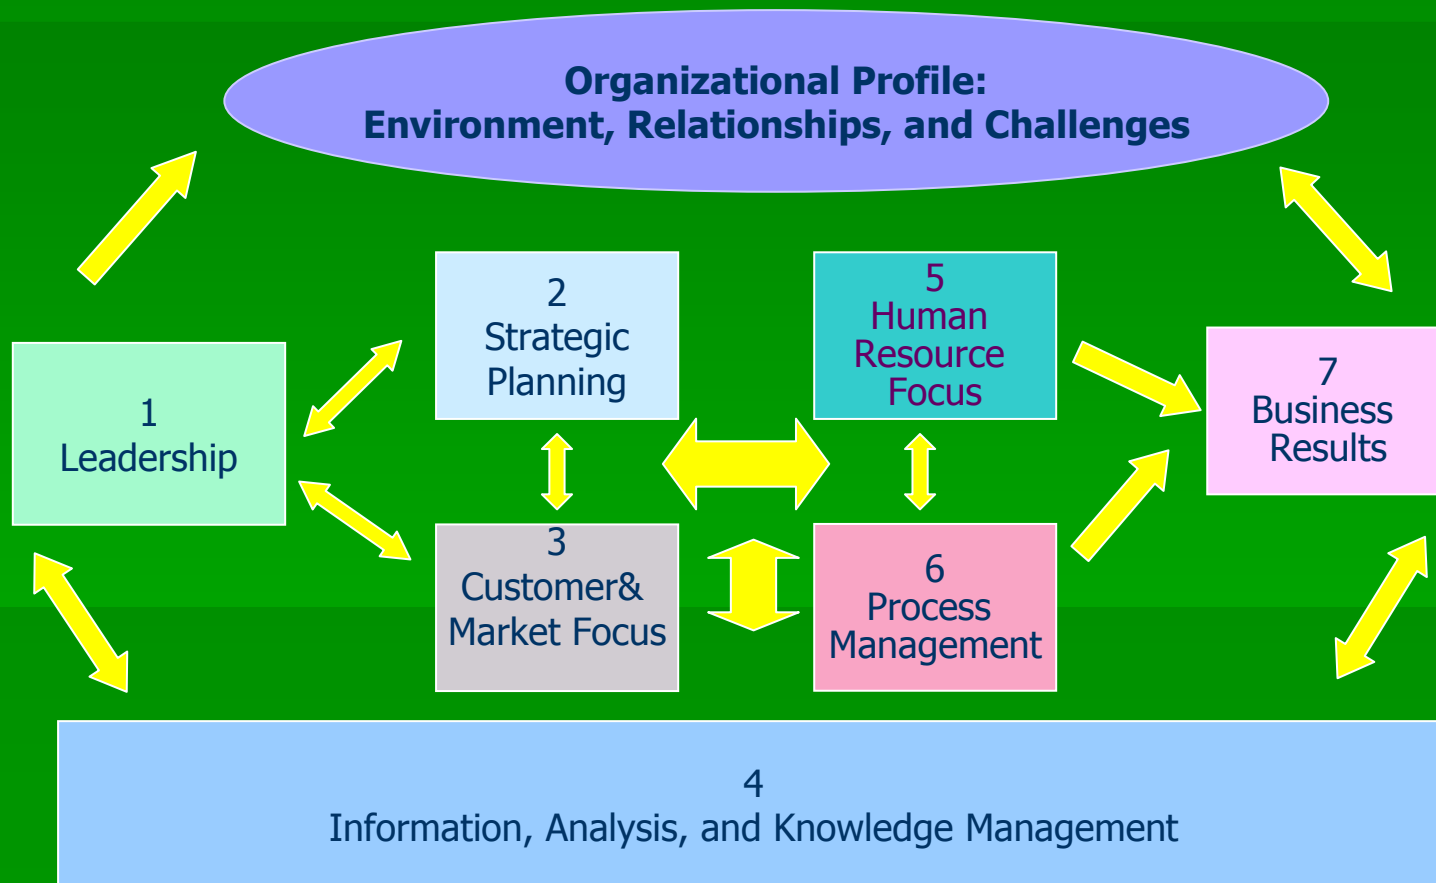 Organizational Profile:
Environment, Relationships, and Challenges
1
Leadership
2
Strategic
Planning
3
Customer&
Market Focus
5
Human
Resource
Focus
6
Process
Management
7
Business
Results
4
Information, Analysis, and Knowledge Management